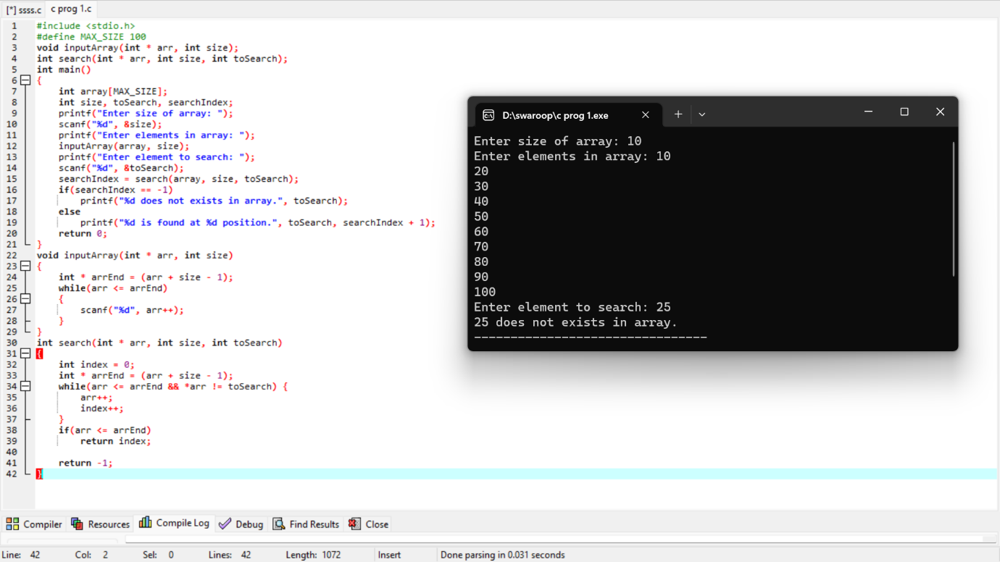 [*] ssss.c c prog 1.c
1 #include <stdio.h>
2 #define MAX_SIZE 100
3 void inputArray(int * arr, int size);
4 int search(int * arr, int size, int toSearch);
5 int main()
6 {
7 int array[MAX_SIZE];
8 int size, toSearch, searchIndex;
9 printf("Enter size of array: ");
10 scanf("%d", &size);
11 printf("Enter elements in array: ");
12 inputArray(array, size);
13 printf("Enter element to search: ");
14 scanf("%d", &toSearch);
15 searchIndex = search(array, size, toSearch);
16 if(searchIndex == -1)
17 printf("%d does not exists in array.", toSearch);
18 else
19 printf("%d is found at %d position.", toSearch, searchIndex + 1);
20 return 0;
21 }
22 void inputArray(int * arr, int size)
23 {
24 int * arrEnd = (arr + size - 1);
25 while(arr <= arrEnd)
26 {
27 scanf("%d", arr++);
28 }
29 }
30 int search(int * arr, int size, int toSearch)
31 {
32 int index = 0;
33 int * arrEnd = (arr + size - 1);
34 while(arr <= arrEnd && *arr != toSearch) {
35 arr++;
36 index++;
37 }
38 if(arr <= arrEnd)
39 return index;
40
41 return -1;
42 }
D:\swaroop\c prog 1.exe
Enter size of array: 10
Enter elements in array: 10
20
30
40
50
60
70
80
90
100
Enter element to search: 25
25 does not exists in array.
--------------------------------
Compiler Resources Compile Log Debug Find Results Close
Line: 42 Col: 2 Sel: 0 Lines: 42 Length: 1072 Insert Done parsing in 0.031 seconds